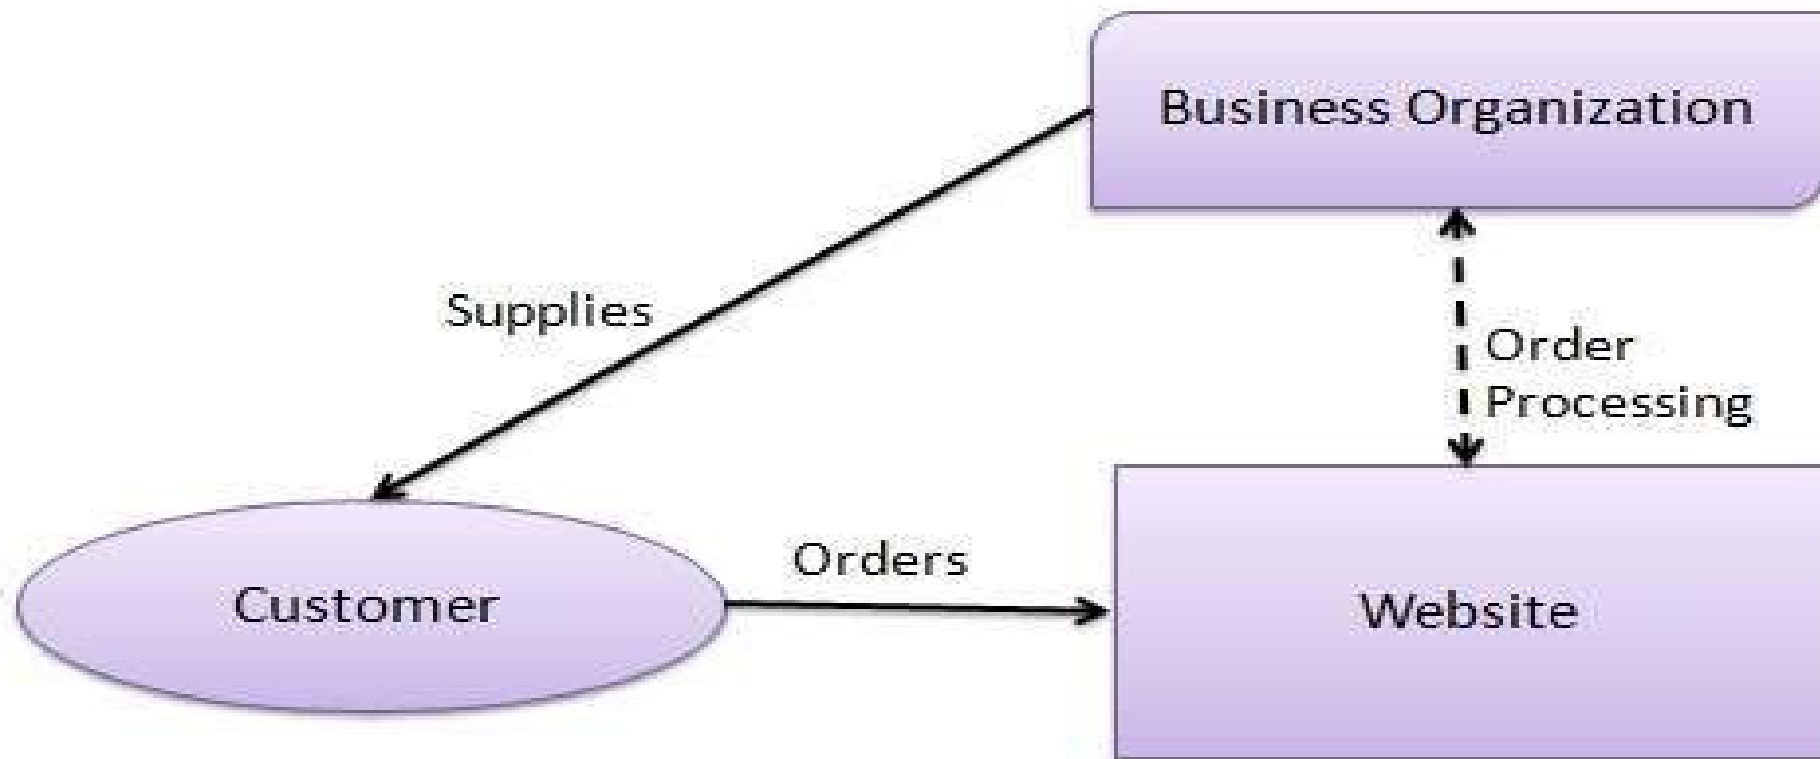 Business Organization
Supplies
Order
Processing
Orders
Customer
Website